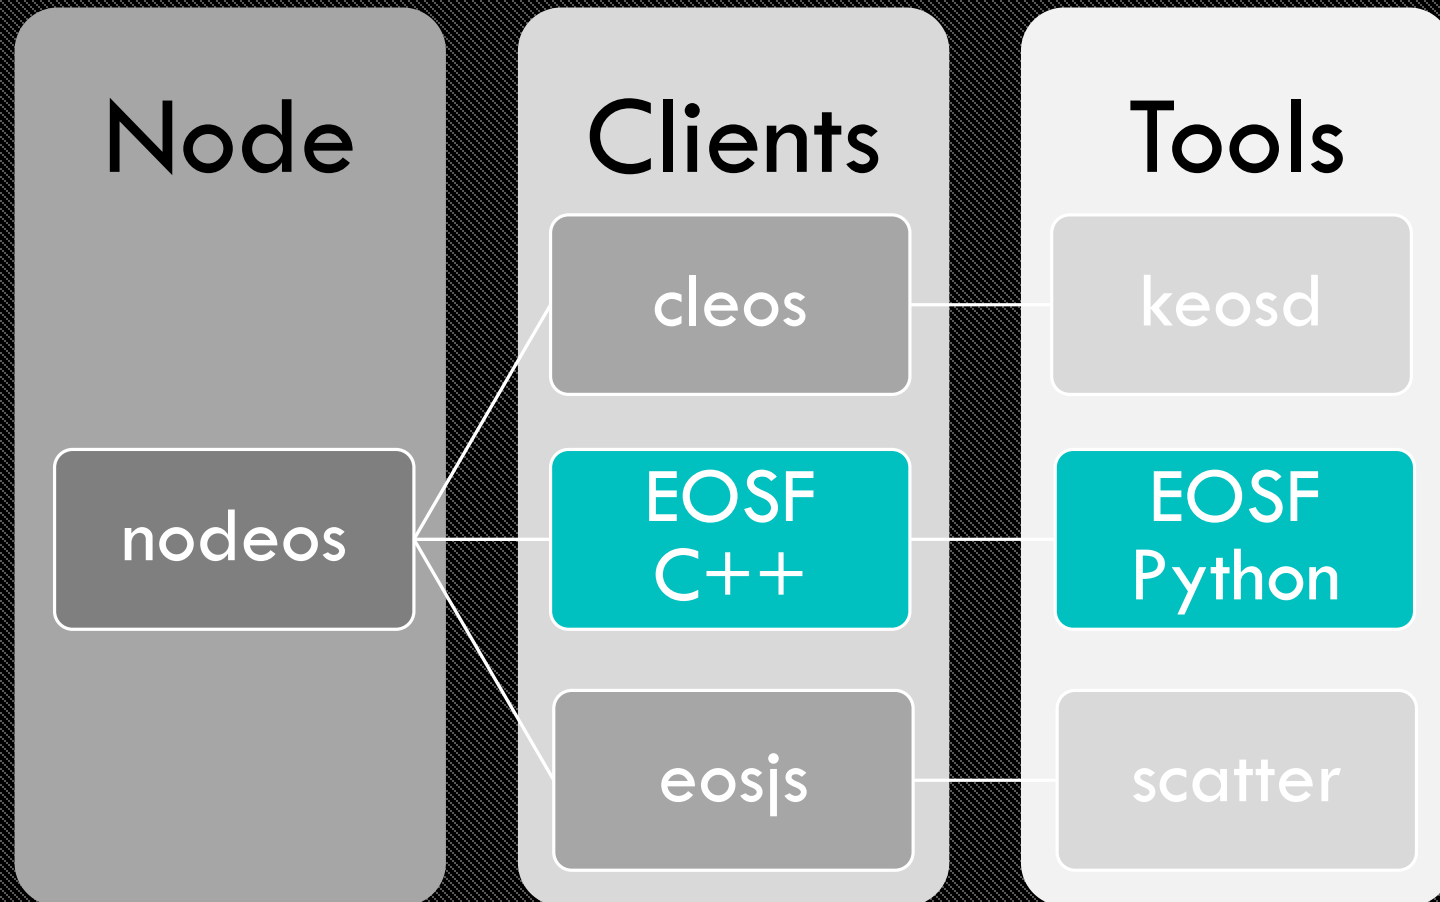 Node
Clients
Tools
cleos
keosd
nodeos
EOSF
C++
EOSF
Python
eosjs
scatter